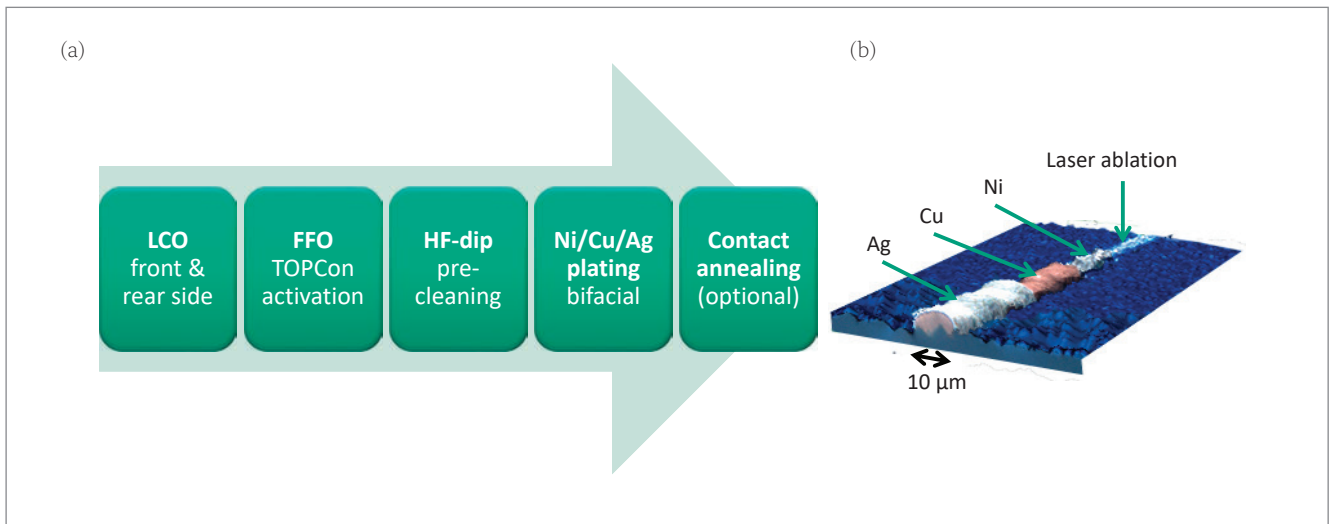 (a)
LCO
front &
rear side
FFO
TOPCon
activation
HF-dip
pre-
cleaning
Ni/Cu/Ag
plating
bifacial
Contact
annealing
(optional)
(b)
Laser ablation
Ni
Cu
Ag
10 µm